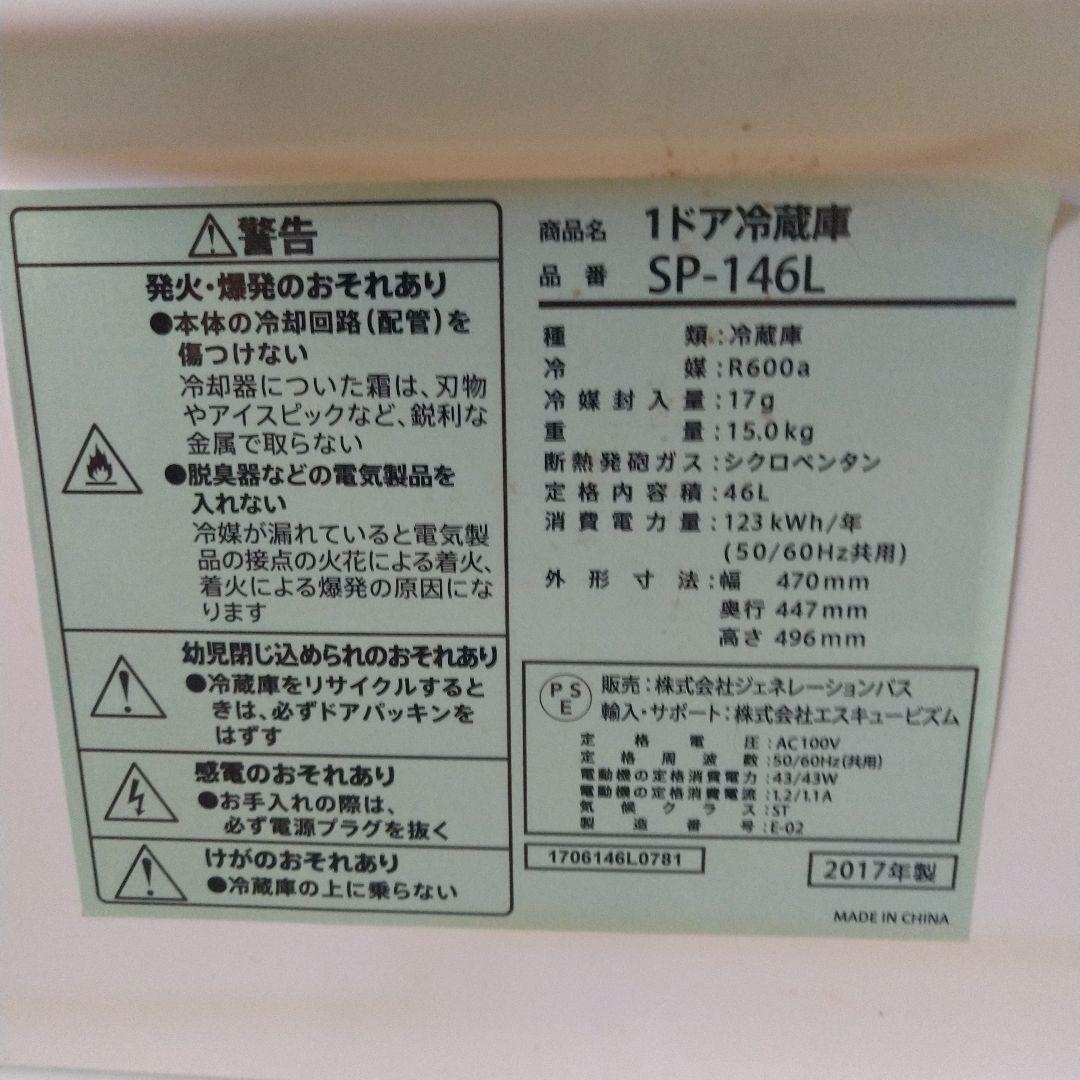 警告
発火・爆発のおそれあり
●本体の冷却回路(配管)を
傷つけない
冷却器についた霜は、刃物
やアイスピックなど、鋭利な
金属で取らない
●脱臭器などの電気製品を
入れない
冷媒が漏れていると電気製
品の接点の火花による着火、
着火による爆発の原因にな
ります
幼児閉じ込められのおそれあり
●冷蔵庫をリサイクルすると
きは、必ずドアパッキンを
はずす
感電のおそれあり
●お手入れの際は、
必ず電源プラグを抜く
けがのおそれあり
●冷蔵庫の上に乗らない
商品名 1ドア冷蔵庫
品番 SP-146L
種類:冷蔵庫
冷媒:R600a
冷媒封入量:17g
重量:15.0kg
断熱発砲ガス:シクロペンタン
定格内容積:46L
消費電力量:123kWh/年
(50/60Hz共用)
外形寸法:幅 470mm
奥行 447mm
高さ 496mm
PSE
販売:株式会社ジェネレーションパス
輸入・サポート:株式会社エスキュービズム
定格電圧:AC100V
定格周波数:50/60Hz(共用)
電動機の定格消費電力:43/43W
電動機の定格消費電流:1.2/1.1A
気候クラス:ST
製造番号:E-02
1706146L0781
2017年製
MADE IN CHINA